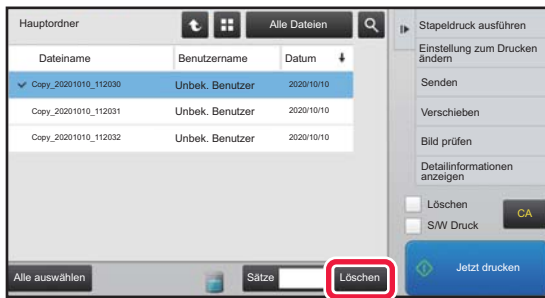 Hauptordner
Alle Dateien
Dateiname Benutzername Datum
Copy_20201010_112030 Unbek. Benutzer 2020/10/10
Copy_20201010_112031 Unbek. Benutzer 2020/10/10
Copy_20201010_112032 Unbek. Benutzer 2020/10/10
Alle auswählen
Sätze
Löschen
Stapeldruck ausführen
Einstellung zum Drucken
ändern
Senden
Verschieben
Bild prüfen
Detailinformationen
anzeigen
Löschen
S/W Druck
CA
Jetzt drucken